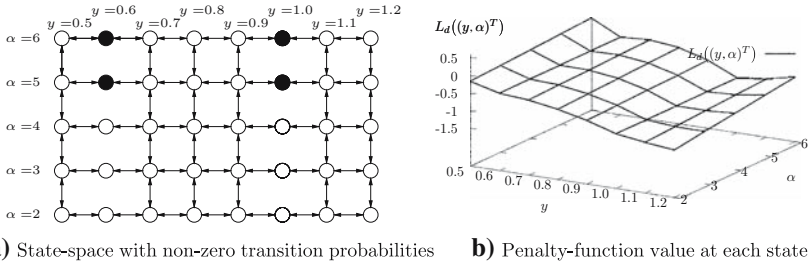 y =0.5 y =0.6 y =0.7 y =0.8 y =0.9 y =1.0 y =1.1 y =1.2
α =6
α =5
α =4
α =3
α =2
) State-space with non-zero transition probabilities
L_d((y, α)^T)
L_d((y, α)^T)
0.5
0
-0.5
-1
-1.5
0.5 0.6 0.7 0.8 0.9 1.0 1.1 1.2
y
2 3 4 5 6
α
b) Penalty-function value at each state